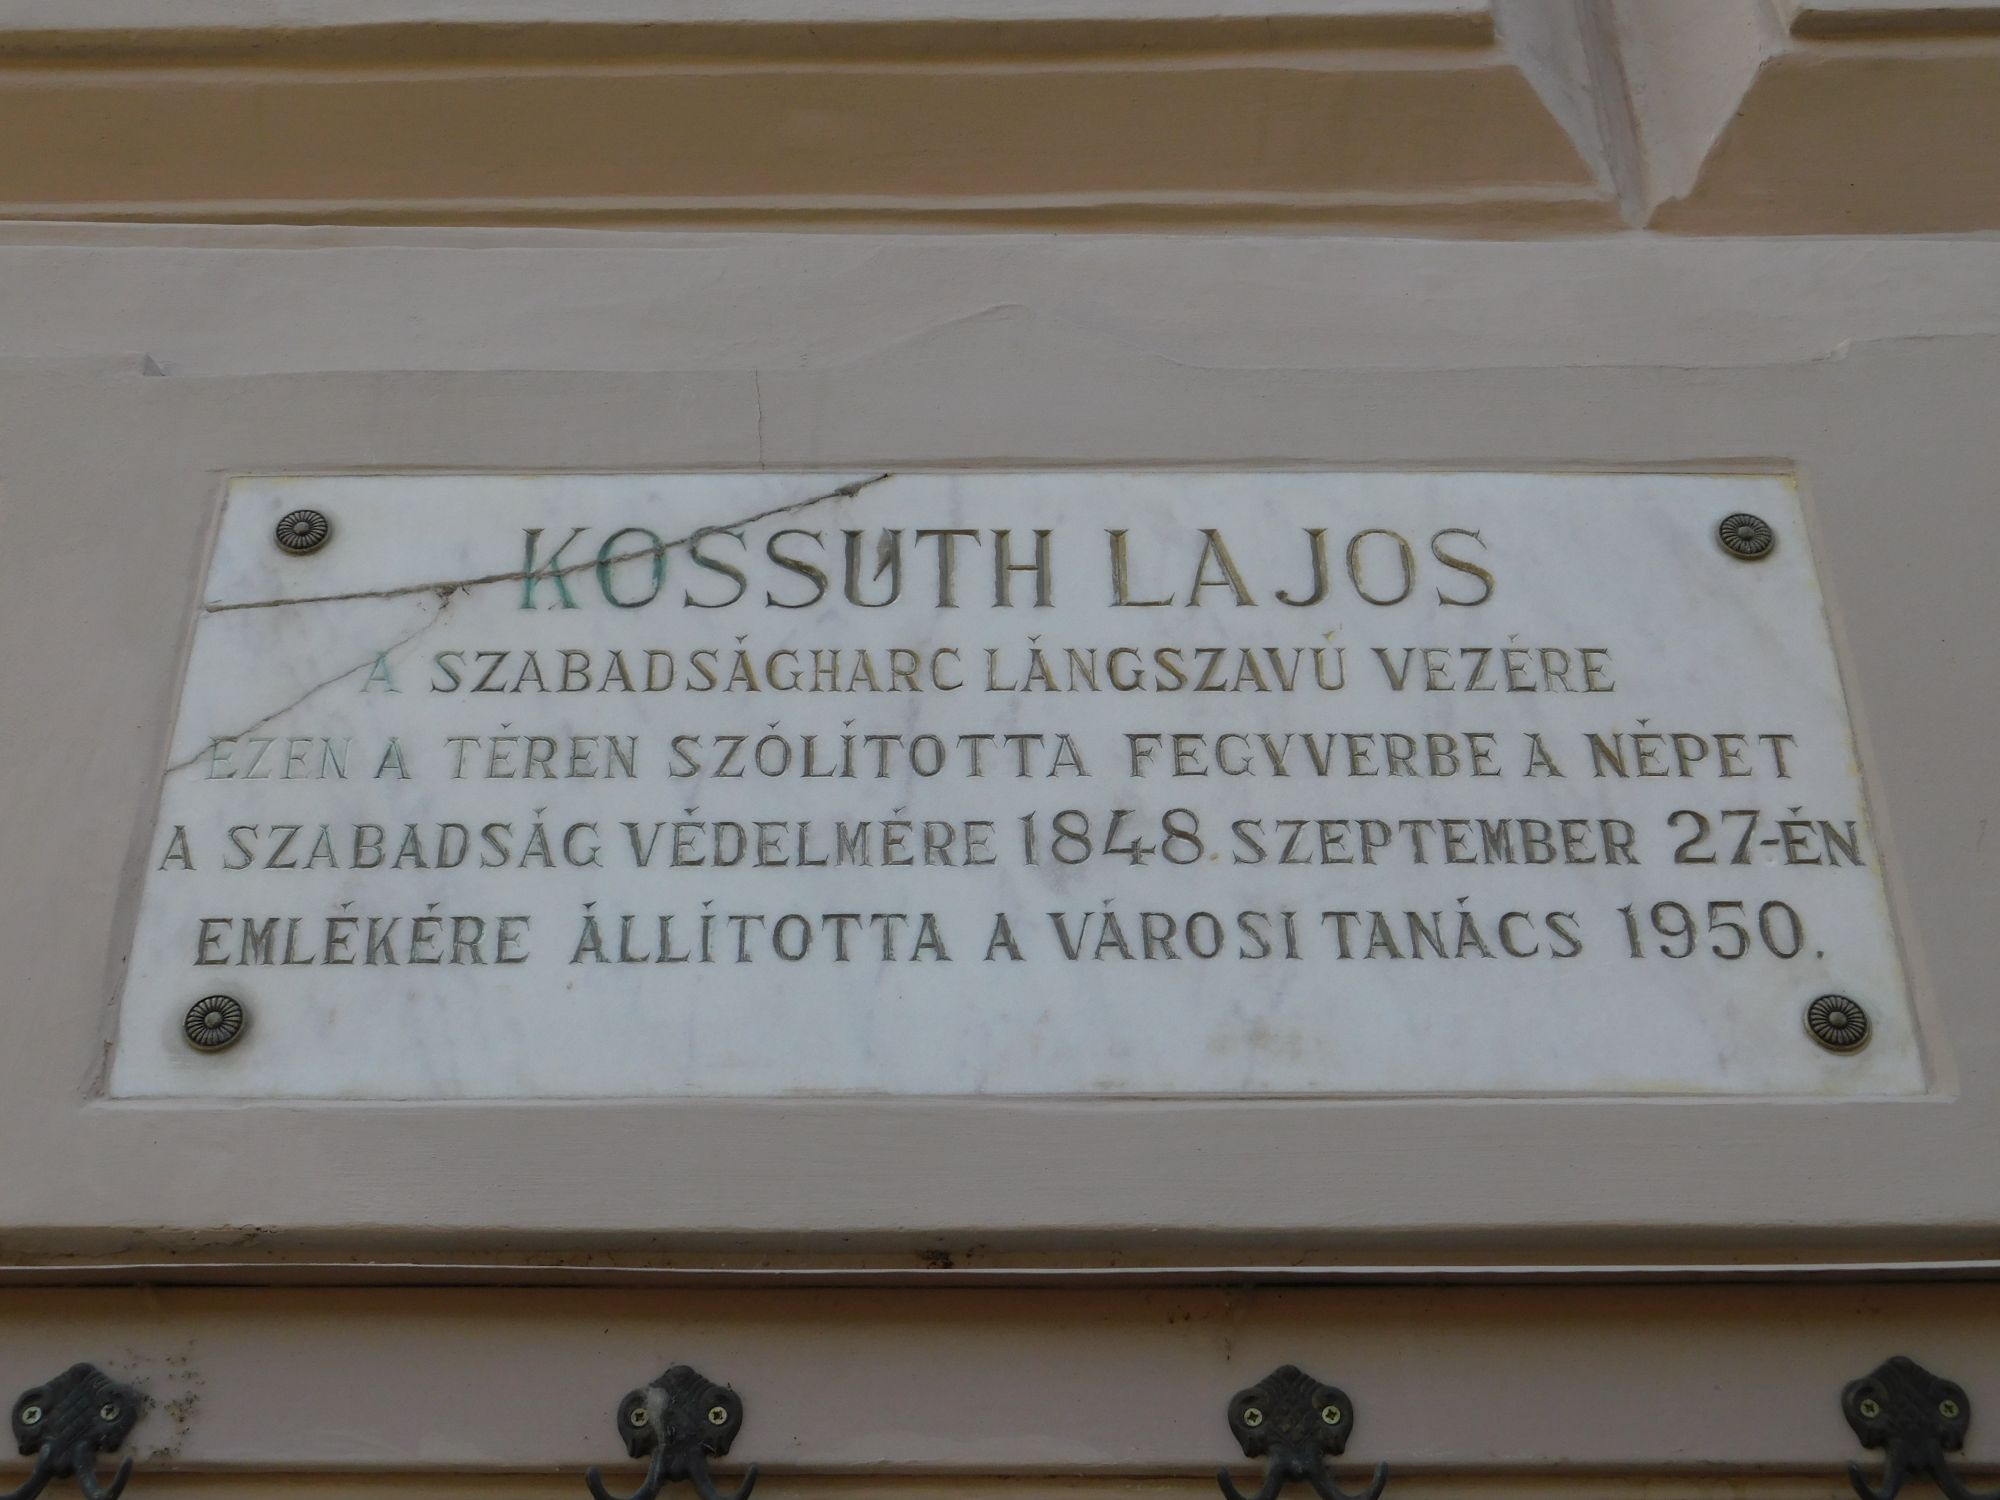 KOSSUTH LAJOS
A SZABADSÁGHARC LÁNGSZAVÚ VEZÉRE
EZEN A TÉREN SZÓLÍTOTTA FEGYVERBE A NÉPET
A SZABADSÁG VÉDELMÉRE 1848. SZEPTEMBER 27-ÉN
EMLÉKÉRE ÁLLÍTOTTA A VÁROSI TANÁCS 1950.